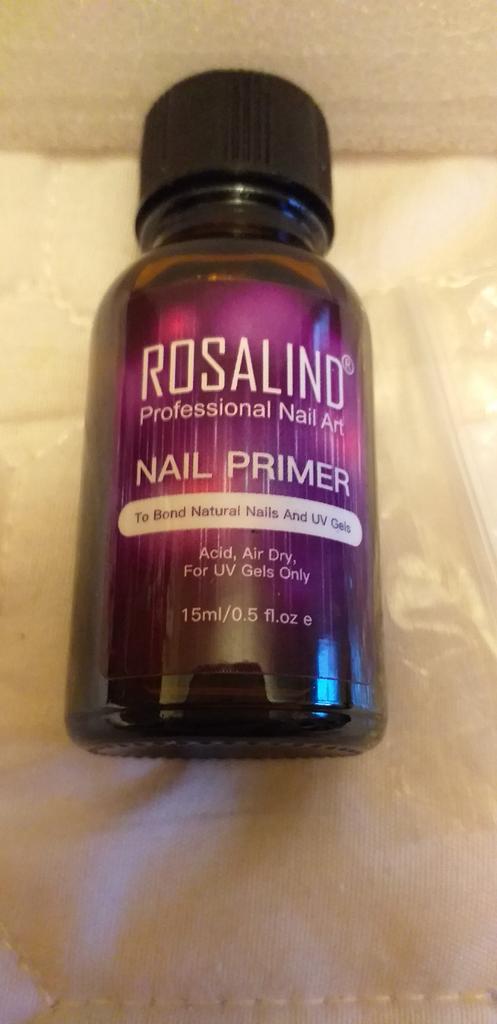 ROSALIND®
Professional Nail Art
NAIL PRIMER
To Bond Natural Nails And UV Gels
Acid, Air Dry,
For UV Gels Only
15ml/0.5 fl.oz e